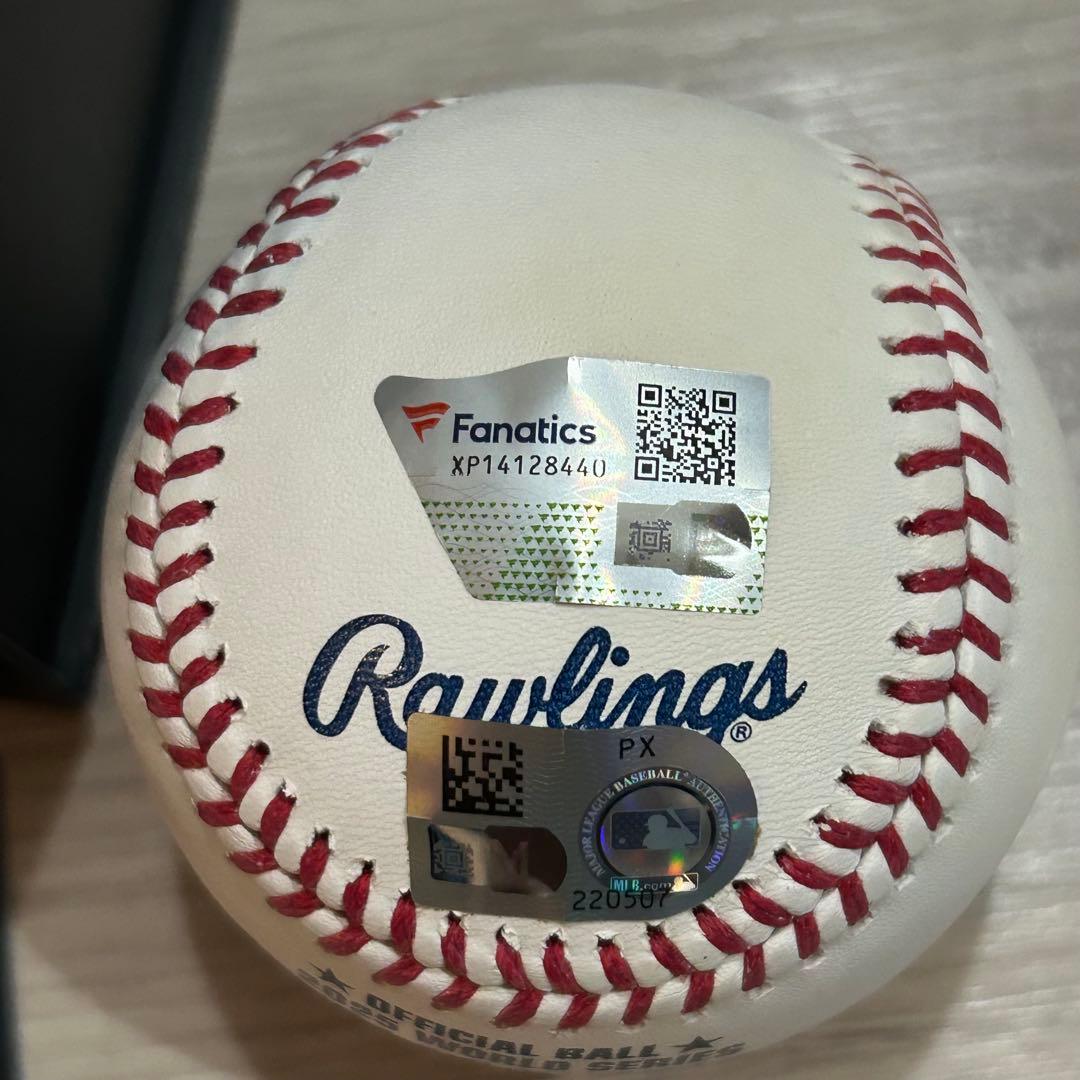 Fanatics
XP14128440
Rawlings®
PX
MAJOR LEAGUE BASEBALL® AUTHENTICATION
MLB.com
220507
★ OFFICIAL BALL ★
2025 WORLD SERIES